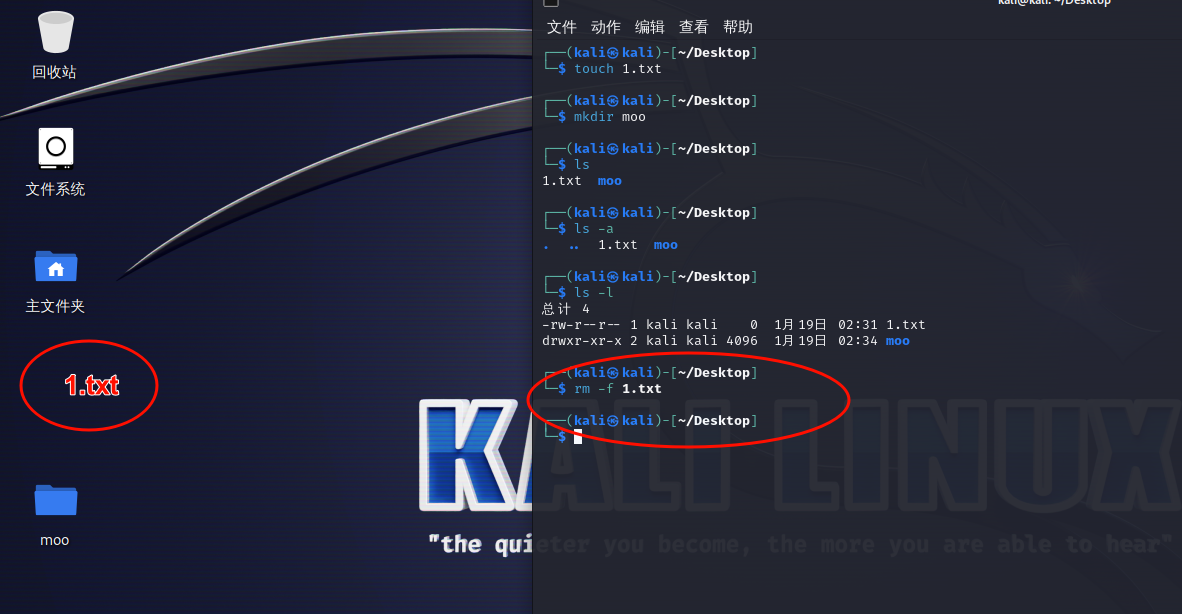 回收站
文件系统
主文件夹
1.txt
moo
kali@kali: ~/Desktop
文件 动作 编辑 查看 帮助
┌──(kali㉿kali)-[~/Desktop]
└─$ touch 1.txt
┌──(kali㉿kali)-[~/Desktop]
└─$ mkdir moo
┌──(kali㉿kali)-[~/Desktop]
└─$ ls
1.txt  moo
┌──(kali㉿kali)-[~/Desktop]
└─$ ls -a
.  ..  1.txt  moo
┌──(kali㉿kali)-[~/Desktop]
└─$ ls -l
总计 4
-rw-r--r-- 1 kali kali    0  1月19日  02:31 1.txt
drwxr-xr-x 2 kali kali 4096  1月19日  02:34 moo
┌──(kali㉿kali)-[~/Desktop]
└─$ rm -f 1.txt
┌──(kali㉿kali)-[~/Desktop]
└─$
KALI LINUX
"the quieter you become, the more you are able to hear"